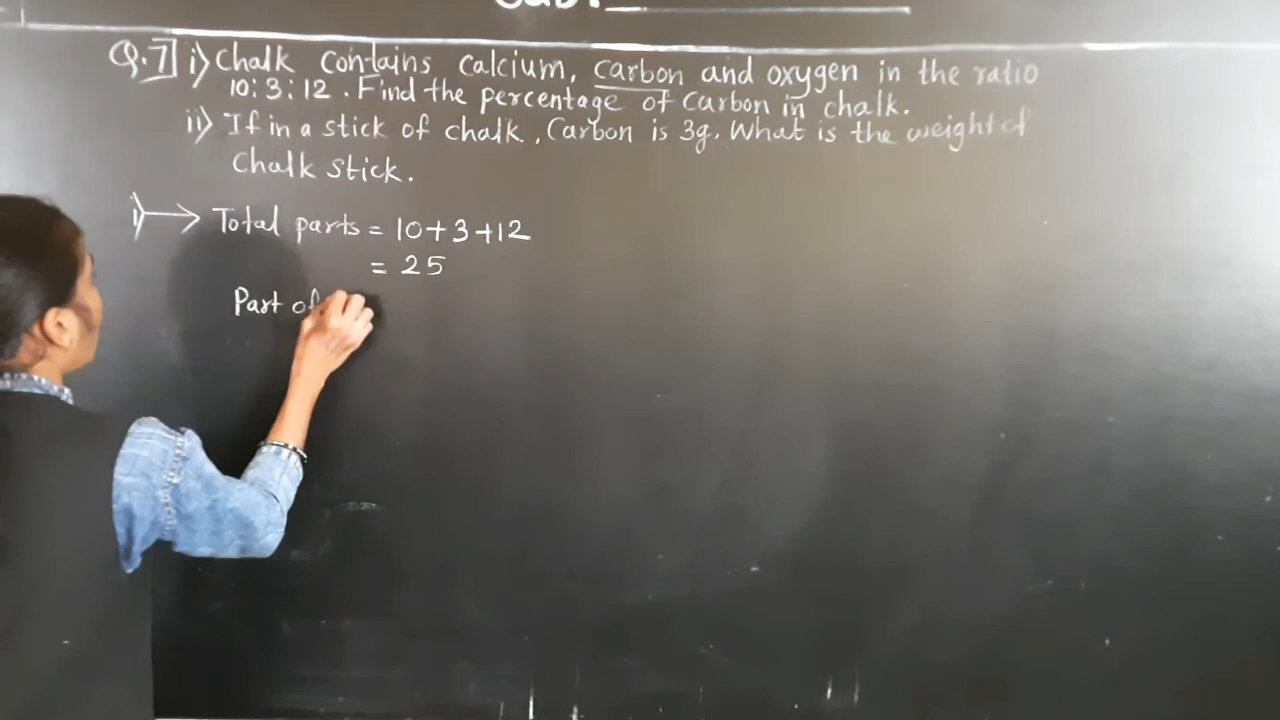 Q.7] i) Chalk contains calcium, carbon and oxygen in the ratio
10:3:12. Find the percentage of Carbon in chalk.
ii) If in a stick of chalk, Carbon is 3g. What is the weight of
Chalk stick.
i) → Total parts = 10+3+12
= 25
Part of